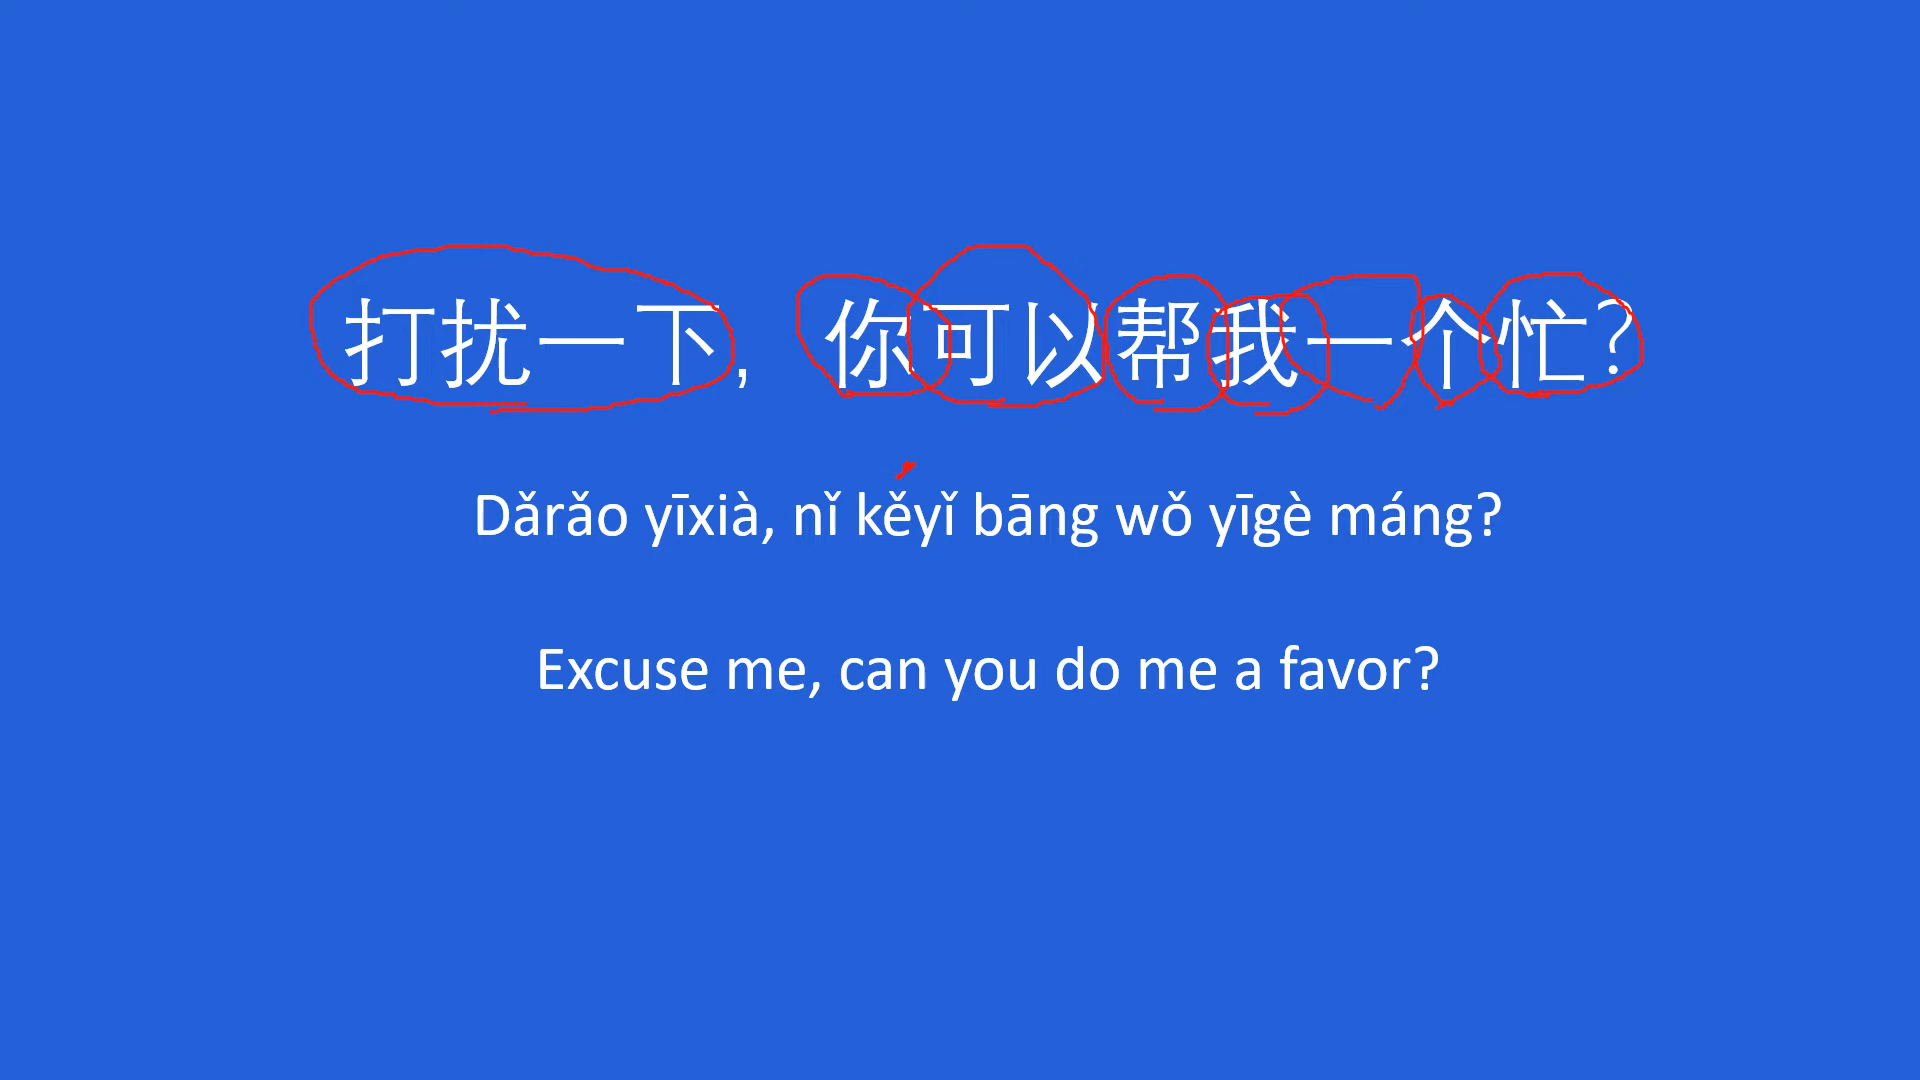 打扰一下, 你可以帮我一个忙?
Dǎrǎo yīxià, nǐ kěyǐ bāng wǒ yīgè máng?
Excuse me, can you do me a favor?